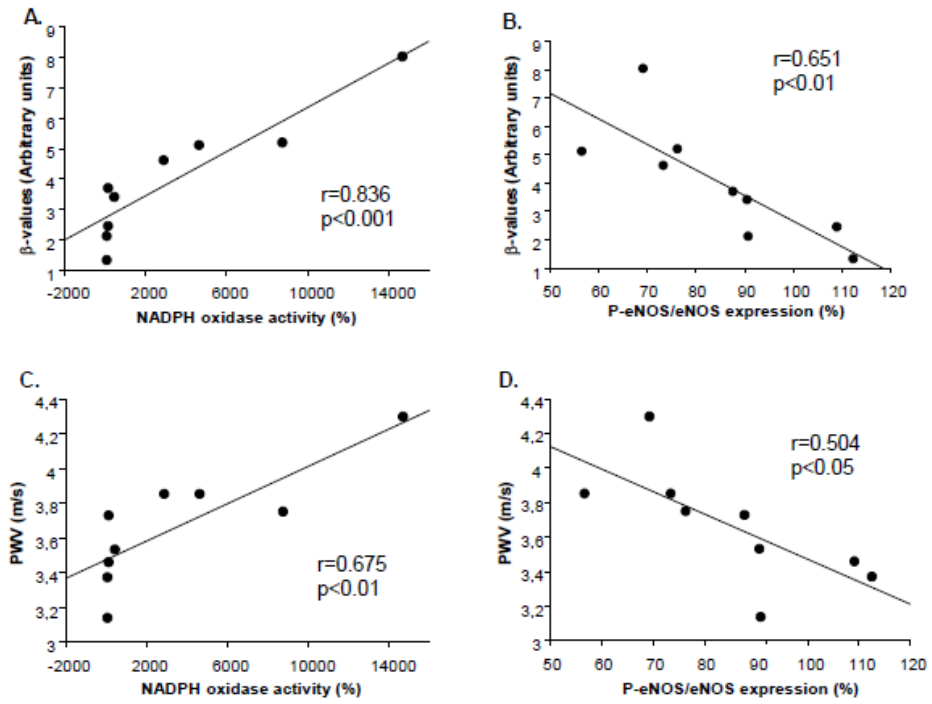 A.
β-values (Arbitrary units)
9
8
7
6
5
4
3
2
1
r=0.836
p<0.001
-2000 2000 6000 10000 14000
NADPH oxidase activity (%)
B.
β-values (Arbitrary units)
9
8
7
6
5
4
3
2
1
r=0.651
p<0.01
50 60 70 80 90 100 110 120
P-eNOS/eNOS expression (%)
C.
PWV (m/s)
4,4
4,2
4
3,8
3,6
3,4
3,2
3
r=0.675
p<0.01
-2000 2000 6000 10000 14000
NADPH oxidase activity (%)
D.
PWV (m/s)
4,4
4,2
4
3,8
3,6
3,4
3,2
3
r=0.504
p<0.05
50 60 70 80 90 100 110 120
P-eNOS/eNOS expression (%)